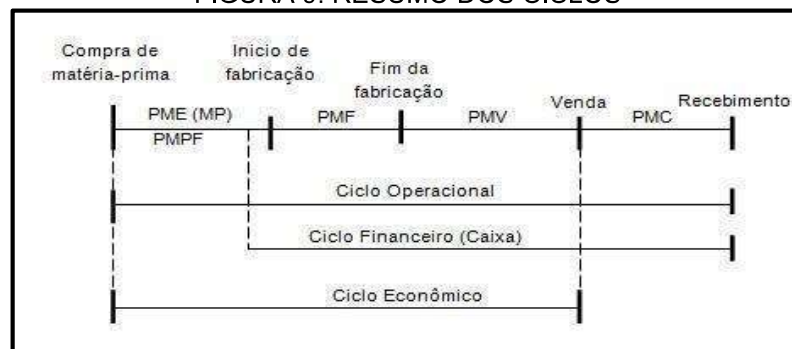 Compra de
matéria-prima
Inicio de
fabricação
Fim da
fabricação
Venda
Recebimento
PME (MP)
PMF
PMV
PMC
PMPF
Ciclo Operacional
Ciclo Financeiro (Caixa)
Ciclo Econômico